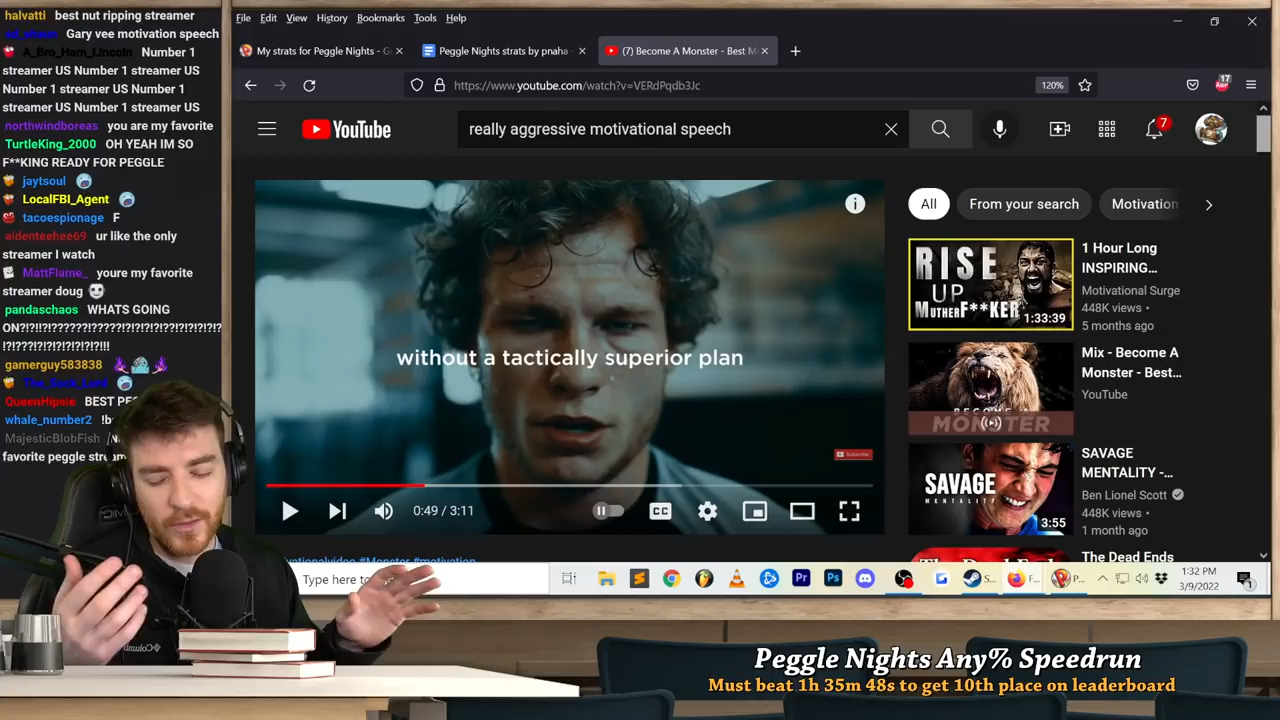 halvatti best nut ripping streamer
Gary vee motivation speech
A_Bro_Ham_Lincoln Number 1
streamer US Number 1 streamer US
Number 1 streamer US Number 1
streamer US Number 1 streamer US
northwindboreas you are my favorite
TurtleKing_2000 OH YEAH IM SO
F**KING READY FOR PEGGLE
jaytsoul
LocalFBI_Agent
tacoespionage F
aidenteehee69 ur like the only
streamer I watch
MattFlame_ youre my favorite
streamer doug
pandaschaos WHATS GOING
gamerguy583838
QueenHipsie BEST
whale_number2
MajesticBlobFish
favorite peggle
File Edit View History Bookmarks Tools Help
My strats for Peggle Nights - G
Peggle Nights strats by pnaha -
(7) Become A Monster - Best M
https://www.youtube.com/watch?v=VERdPqdb3Jc
120%
17
YouTube
really aggressive motivational speech
7
without a tactically superior plan
Subscribe
0:49 / 3:11
CC
All
From your search
Motivation
RISE
UP
MUTHERF**KER
1:33:39
1 Hour Long
INSPIRING...
Motivational Surge
448K views •
5 months ago
MONSTER
Mix - Become A
Monster - Best...
YouTube
SAVAGE
MENTALITY
3:55
SAVAGE
MENTALITY -...
Ben Lionel Scott
448K views •
1 month ago
The Dead Ends
#Monster #motivation
Type here to
Pr
Ps
S...
F...
P...
1:32 PM
3/9/2022
1
Peggle Nights Any% Speedrun
Must beat 1h 35m 48s to get 10th place on leaderboard